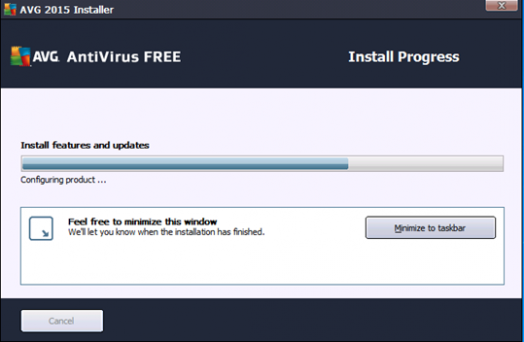 AVG 2015 Installer
AVG. AntiVirus FREE
Install Progress
Install features and updates
Configuring product ...
Feel free to minimize this window
We'll let you know when the installation has finished.
Minimize to taskbar
Cancel